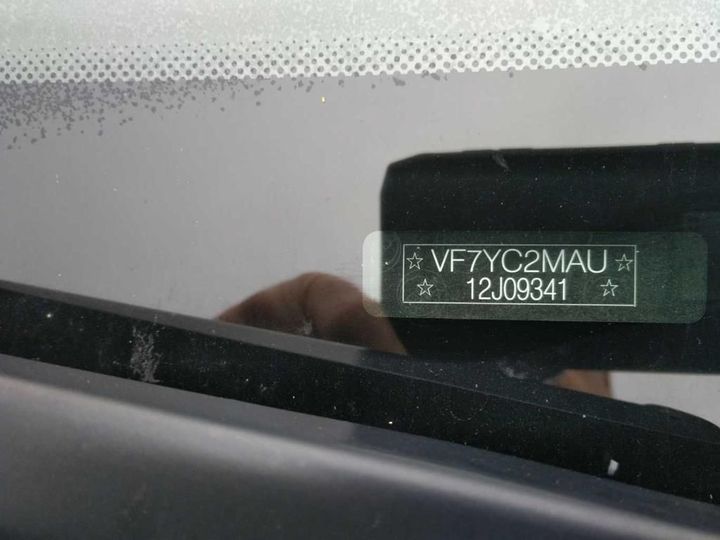 ☆ VF7YC2MAU ☆
☆ 12J09341 ☆